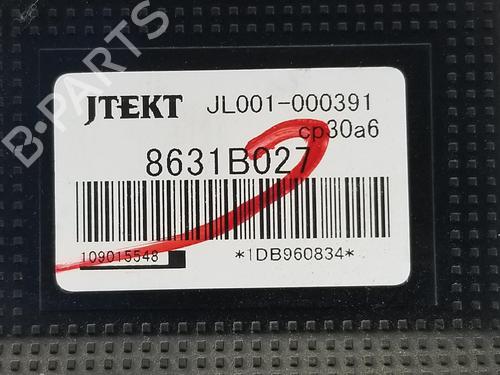 B-PARTS
JTEKT JL001-000391
cp30a6
8631B027
109015548 *1DB960834*